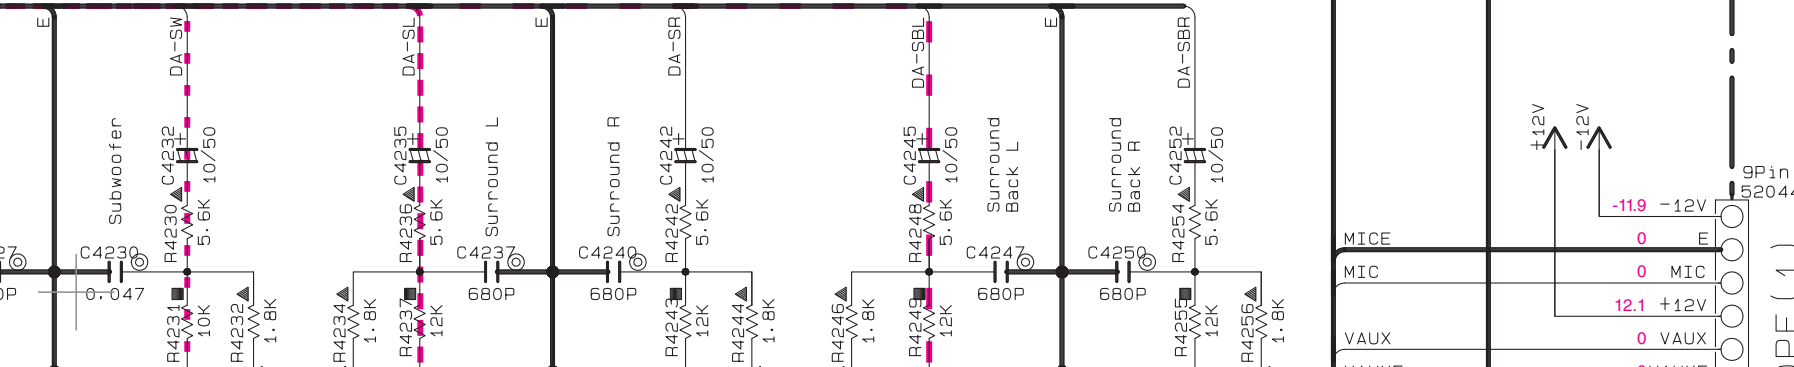 E
DA-SW
DA-SL
E
DA-SR
DA-SBL
E
DA-SBR
Subwoofer
C4232
10/50
R4230
5.6K
C4230
0.047
R4231
10K
R4232
1.8K
C4235
10/50
R4236
5.6K
Surround L
C4237
680P
R4234
1.8K
R4237
12K
Surround R
C4240
680P
C4242
10/50
R4242
5.6K
R4243
12K
R4244
1.8K
C4245
10/50
R4248
5.6K
Surround
Back L
C4247
680P
R4246
1.8K
R4249
12K
Surround
Back R
C4250
680P
C4252
10/50
R4254
5.6K
R4255
12K
R4256
1.8K
+12V
-12V
9Pin
-11.9 -12V
MICE 0 E
MIC 0 MIC
12.1 +12V
VAUX 0 VAUX